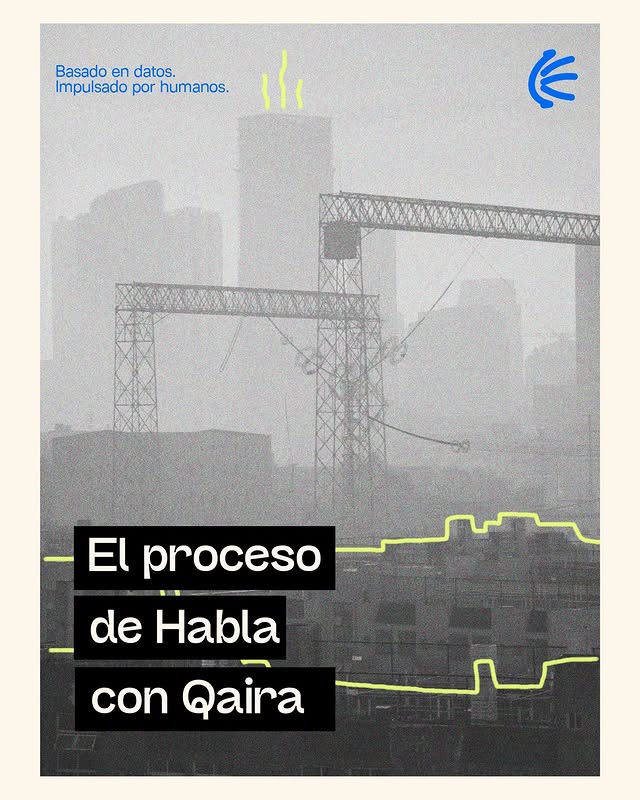 Basado en datos.
Impulsado por humanos.
El proceso
de Habla
con Qaira